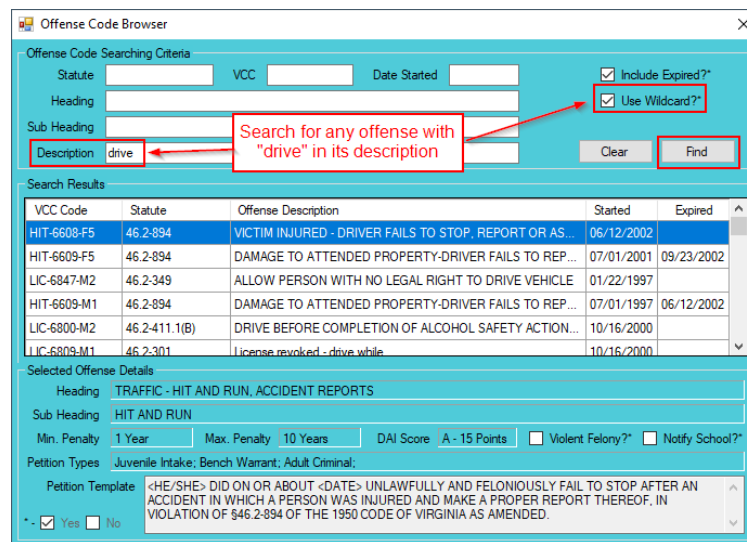 Offense Code Browser
Offense Code Searching Criteria
Statute VCC Date Started Include Expired?*
Heading Use Wildcard?*
Sub Heading
Search for any offense with
"drive" in its description
Description drive Clear Find
Search Results
VCC Code Statute Offense Description Started Expired
HIT-6608-F5 46.2-894 VICTIM INJURED - DRIVER FAILS TO STOP, REPORT OR AS... 06/12/2002
HIT-6609-F5 46.2-894 DAMAGE TO ATTENDED PROPERTY-DRIVER FAILS TO REP... 07/01/2001 09/23/2002
LIC-6847-M2 46.2-349 ALLOW PERSON WITH NO LEGAL RIGHT TO DRIVE VEHICLE 01/22/1997
HIT-6609-M1 46.2-894 DAMAGE TO ATTENDED PROPERTY-DRIVER FAILS TO REP... 07/01/1997 06/12/2002
LIC-6800-M2 46.2-411.1(B) DRIVE BEFORE COMPLETION OF ALCOHOL SAFETY ACTION... 10/16/2000
LIC-6809-M1 46.2-301 License revoked - drive while 10/16/2000
Selected Offense Details
Heading TRAFFIC - HIT AND RUN, ACCIDENT REPORTS
Sub Heading HIT AND RUN
Min. Penalty 1 Year Max. Penalty 10 Years DAI Score A - 15 Points Violent Felony?* Notify School?*
Petition Types Juvenile Intake; Bench Warrant; Adult Criminal;
Petition Template <HE/SHE> DID ON OR ABOUT <DATE> UNLAWFULLY AND FELONIOUSLY FAIL TO STOP AFTER AN
ACCIDENT IN WHICH A PERSON WAS INJURED AND MAKE A PROPER REPORT THEREOF, IN
VIOLATION OF §46.2-894 OF THE 1950 CODE OF VIRGINIA AS AMENDED.
* - Yes No